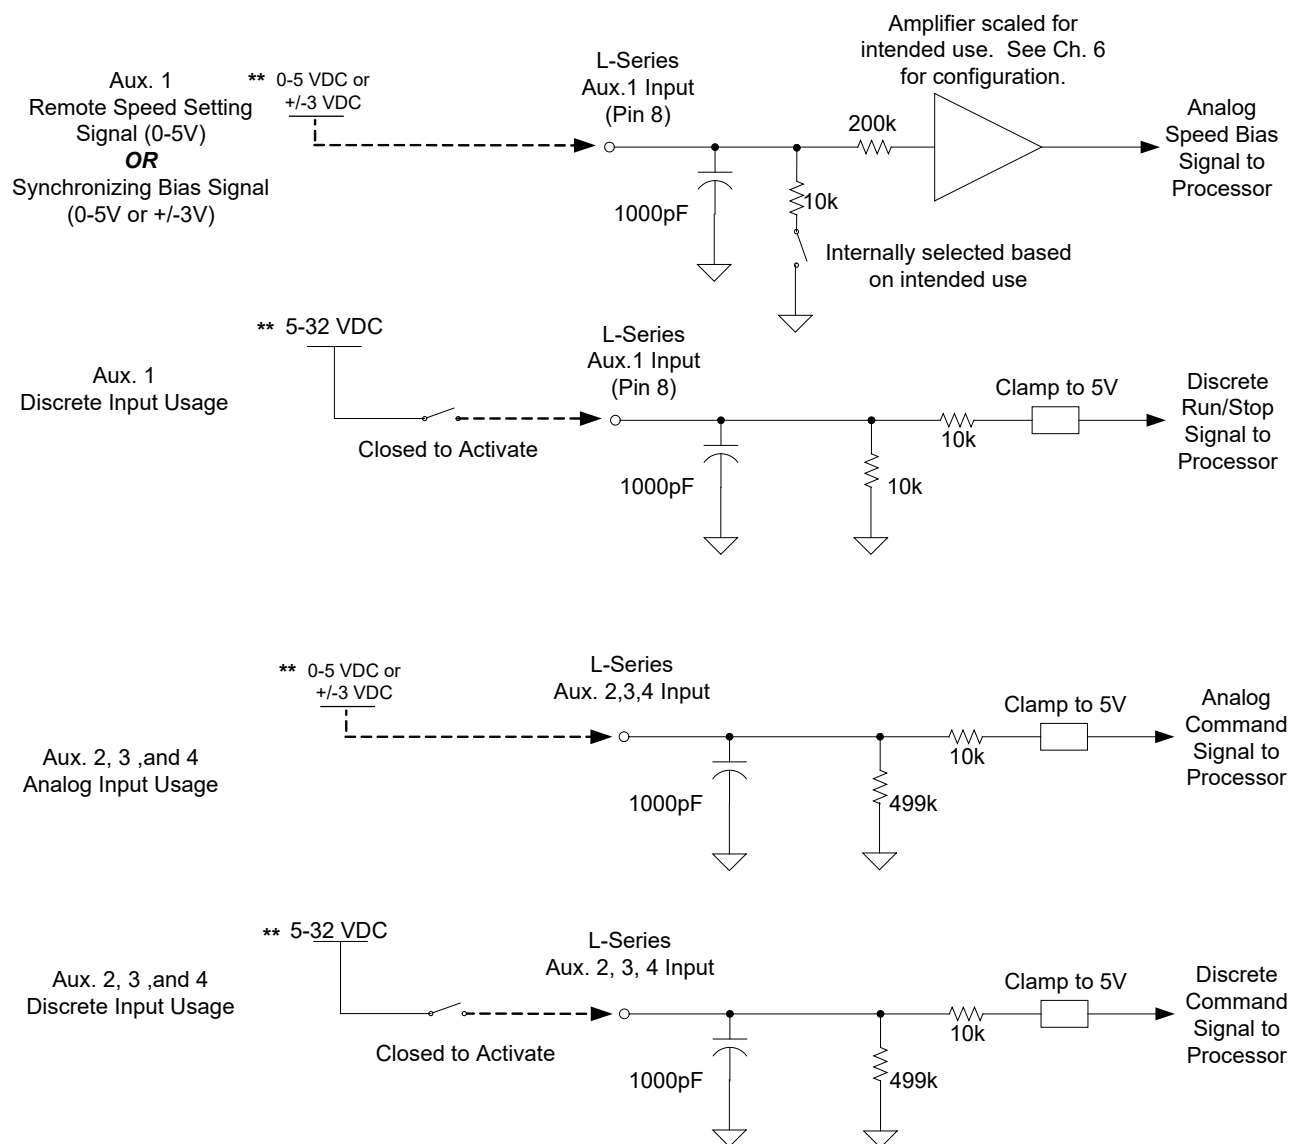 Aux. 1
Remote Speed Setting
Signal (0-5V)
OR
Synchronizing Bias Signal
(0-5V or +/-3V)
** 0-5 VDC or
+/-3 VDC
L-Series
Aux.1 Input
(Pin 8)
Amplifier scaled for
intended use. See Ch. 6
for configuration.
200k
1000pF
10k
Internally selected based
on intended use
Analog
Speed Bias
Signal to
Processor
Aux. 1
Discrete Input Usage
** 5-32 VDC
Closed to Activate
L-Series
Aux.1 Input
(Pin 8)
1000pF
10k
10k
Clamp to 5V
Discrete
Run/Stop
Signal to
Processor
Aux. 2, 3 ,and 4
Analog Input Usage
** 0-5 VDC or
+/-3 VDC
L-Series
Aux. 2,3,4 Input
1000pF
499k
10k
Clamp to 5V
Analog
Command
Signal to
Processor
Aux. 2, 3 ,and 4
Discrete Input Usage
** 5-32 VDC
Closed to Activate
L-Series
Aux. 2, 3, 4 Input
1000pF
499k
10k
Clamp to 5V
Discrete
Command
Signal to
Processor